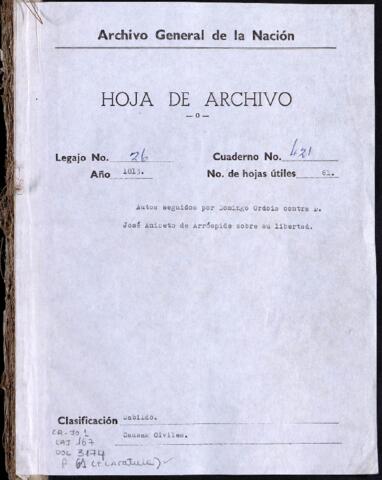 Archivo General de la Nación
HOJA DE ARCHIVO
— o —
Legajo No. 26 Cuaderno No. 421
Año 1813. No. de hojas útiles 61.
Autos seguidos por Domingo Ordois contra D.
José Aniceto de Arróspide sobre su libertad.
Clasificación Cabildo.
Causas Civiles.
CA-JO 1
CAJ 167
DOC 3174